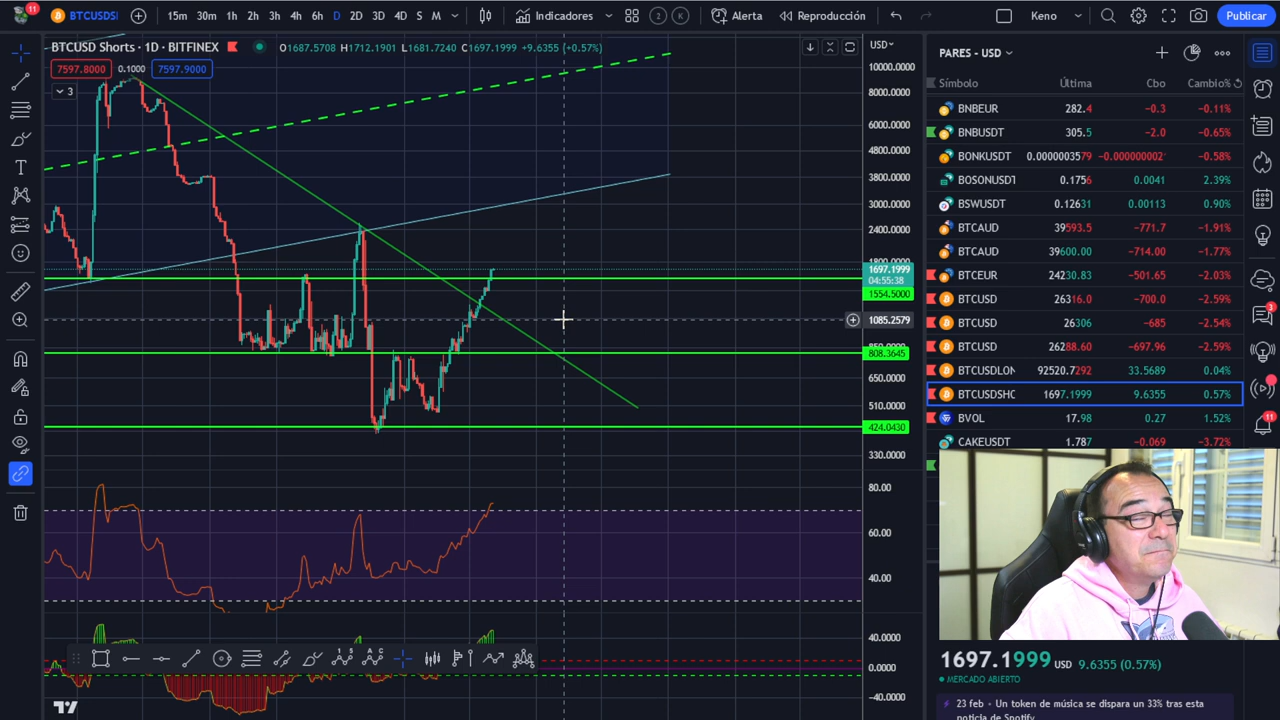 11
BTCUSDSI
15m 30m 1h 2h 3h 4h 6h D 2D 3D 4D S M
Indicadores
2 K
Alerta
Reproducción
Keno
Publicar
BTCUSD Shorts · 1D · BITFINEX
O1687.5708 H1712.1901 L1681.7240 C1697.1999 +9.6355 (+0.57%)
7597.8000 0.1000 7597.9000
3
USD
10000.0000
8000.0000
6000.0000
4800.0000
3800.0000
3000.0000
2400.0000
1697.1999
04:55:38
1554.5000
1085.2579
808.3645
650.0000
510.0000
424.0430
330.0000
80.00
60.00
40.00
40.0000
0.0000
−40.0000
PARES - USD
Símbolo Última Cbo Cambio%
BNBEUR 282.4 −0.3 −0.11%
BNBUSDT 305.5 −2.0 −0.65%
BONKUSDT 0.0000003579 −0.000000002 −0.58%
BOSONUSDT 0.1756 0.0041 2.39%
BSWUSDT 0.12631 0.00113 0.90%
BTCAUD 39593.5 −771.7 −1.91%
BTCAUD 39600.00 −714.00 −1.77%
BTCEUR 24230.83 −501.65 −2.03%
BTCUSD 26316.0 −700.0 −2.59%
BTCUSD 26306 −685 −2.54%
BTCUSD 26288.60 −697.96 −2.59%
BTCUSDLON 92520.7292 33.5689 0.04%
BTCUSDSHC 1697.1999 9.6355 0.57%
BVOL 17.98 0.27 1.52%
CAKEUSDT 1.787 −0.069 −3.72%
3
11
1697.1999 USD 9.6355 (0.57%)
MERCADO ABIERTO
23 feb • Un token de música se dispara un 33% tras esta
noticia de Spotify